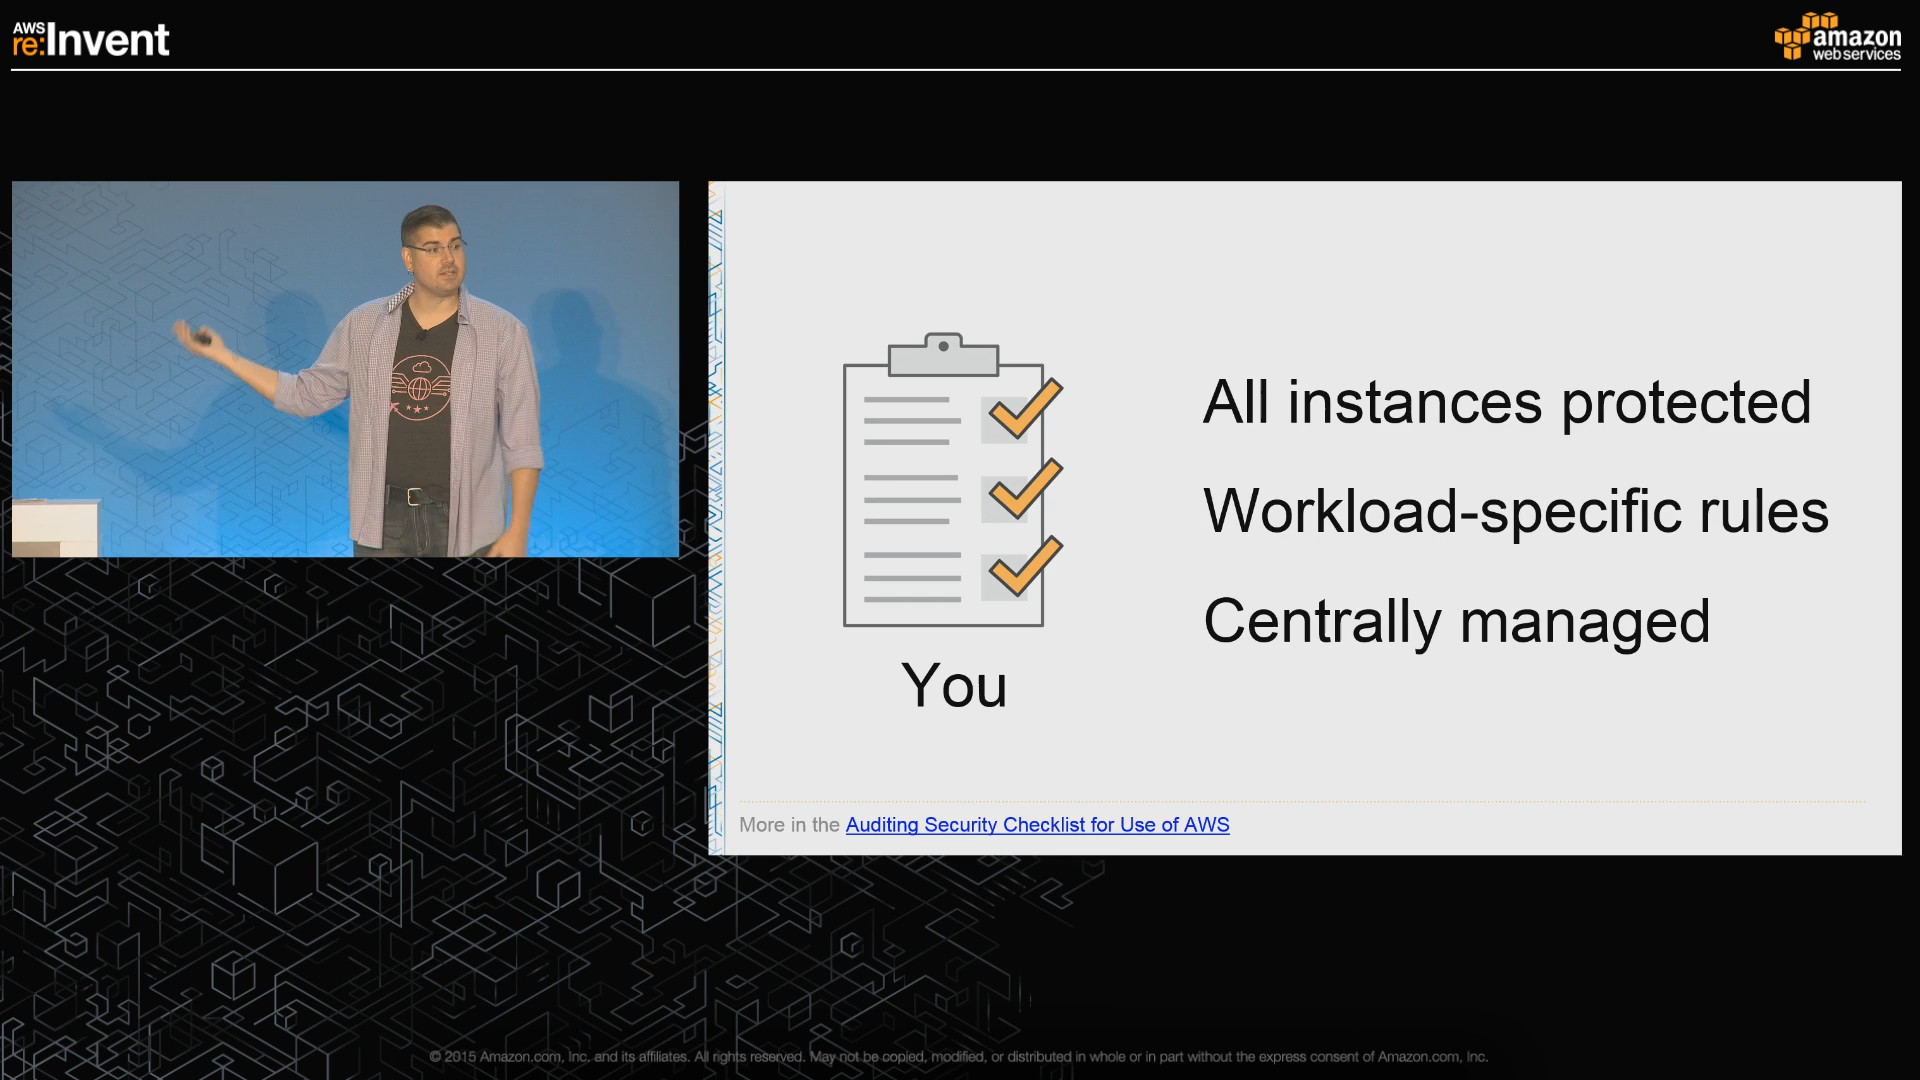 AWS
re:Invent
amazon
webservices
All instances protected
Workload-specific rules
Centrally managed
You
More in the Auditing Security Checklist for Use of AWS
© 2015 Amazon.com, Inc. and its affiliates. All rights reserved. May not be copied, modified, or distributed in whole or in part without the express consent of Amazon.com, Inc.